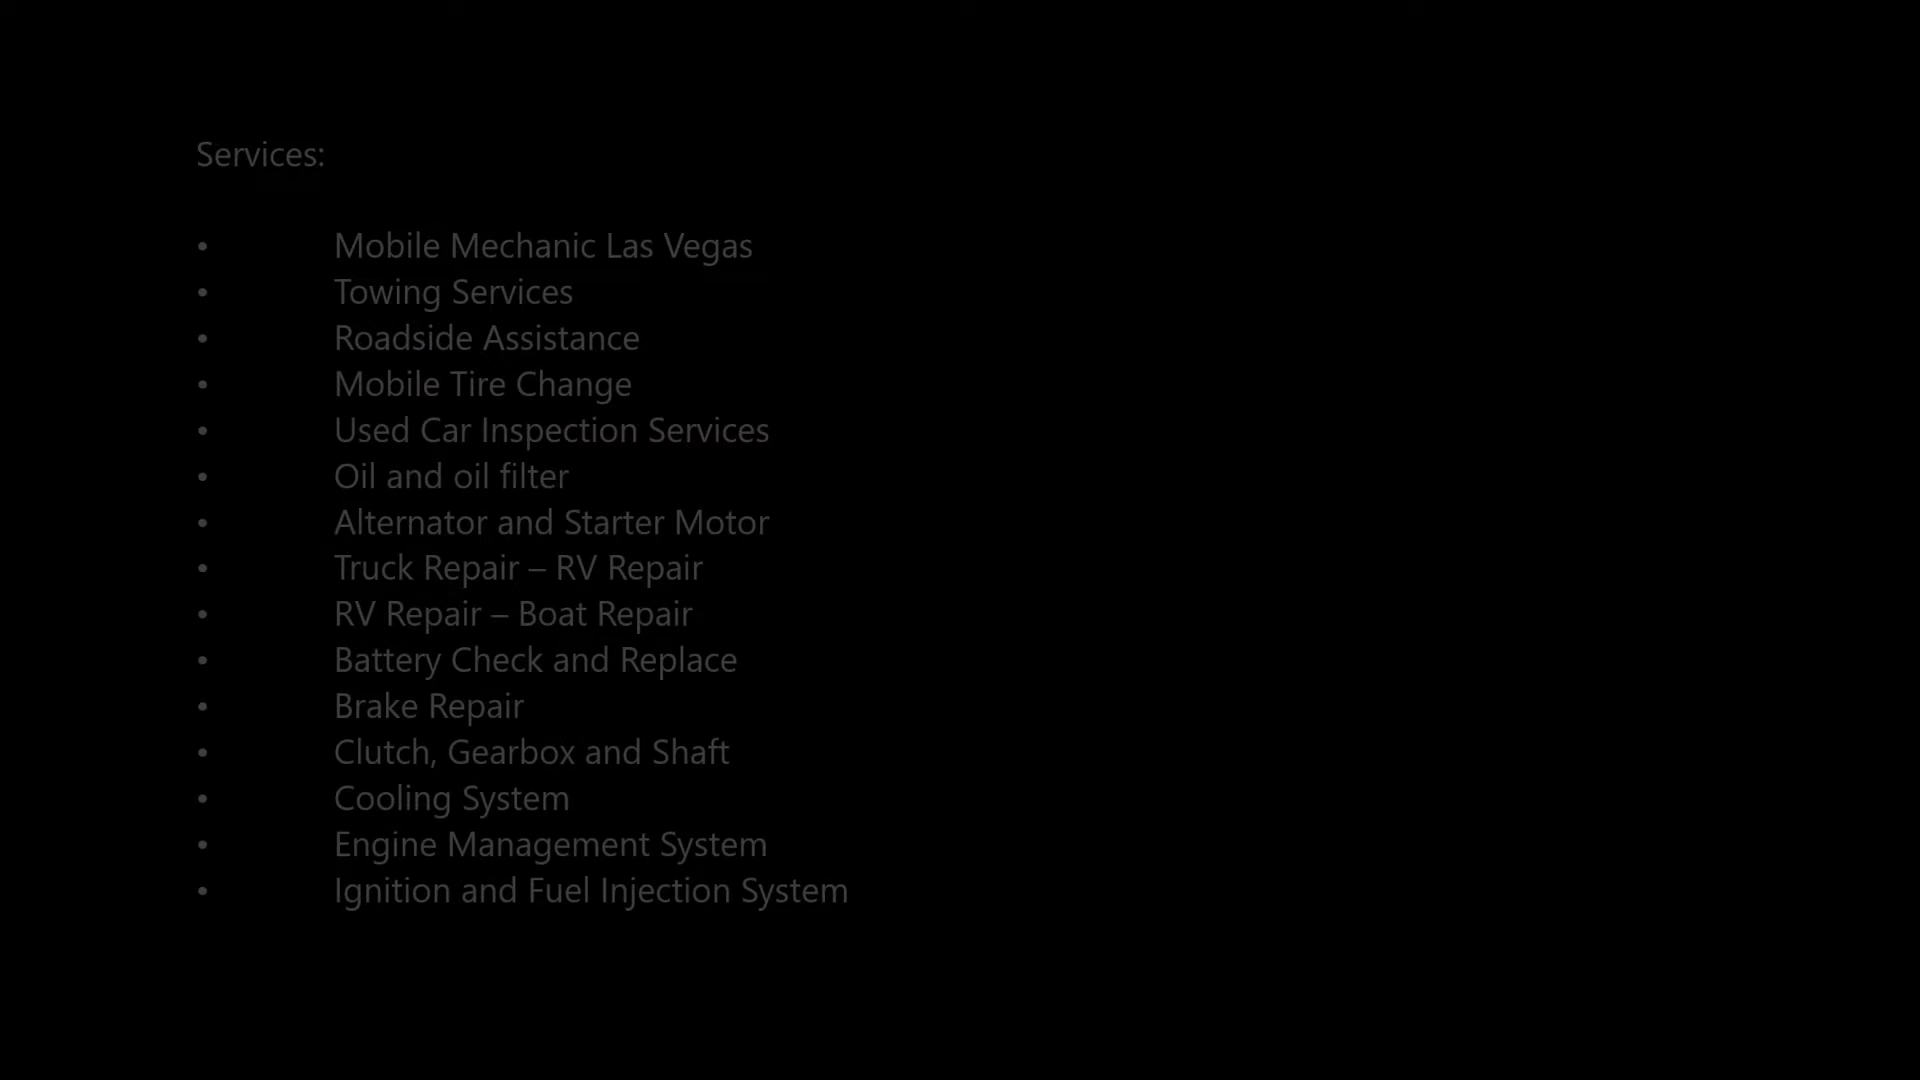 Services:
• Mobile Mechanic Las Vegas
• Towing Services
• Roadside Assistance
• Mobile Tire Change
• Used Car Inspection Services
• Oil and oil filter
• Alternator and Starter Motor
• Truck Repair – RV Repair
• RV Repair – Boat Repair
• Battery Check and Replace
• Brake Repair
• Clutch, Gearbox and Shaft
• Cooling System
• Engine Management System
• Ignition and Fuel Injection System